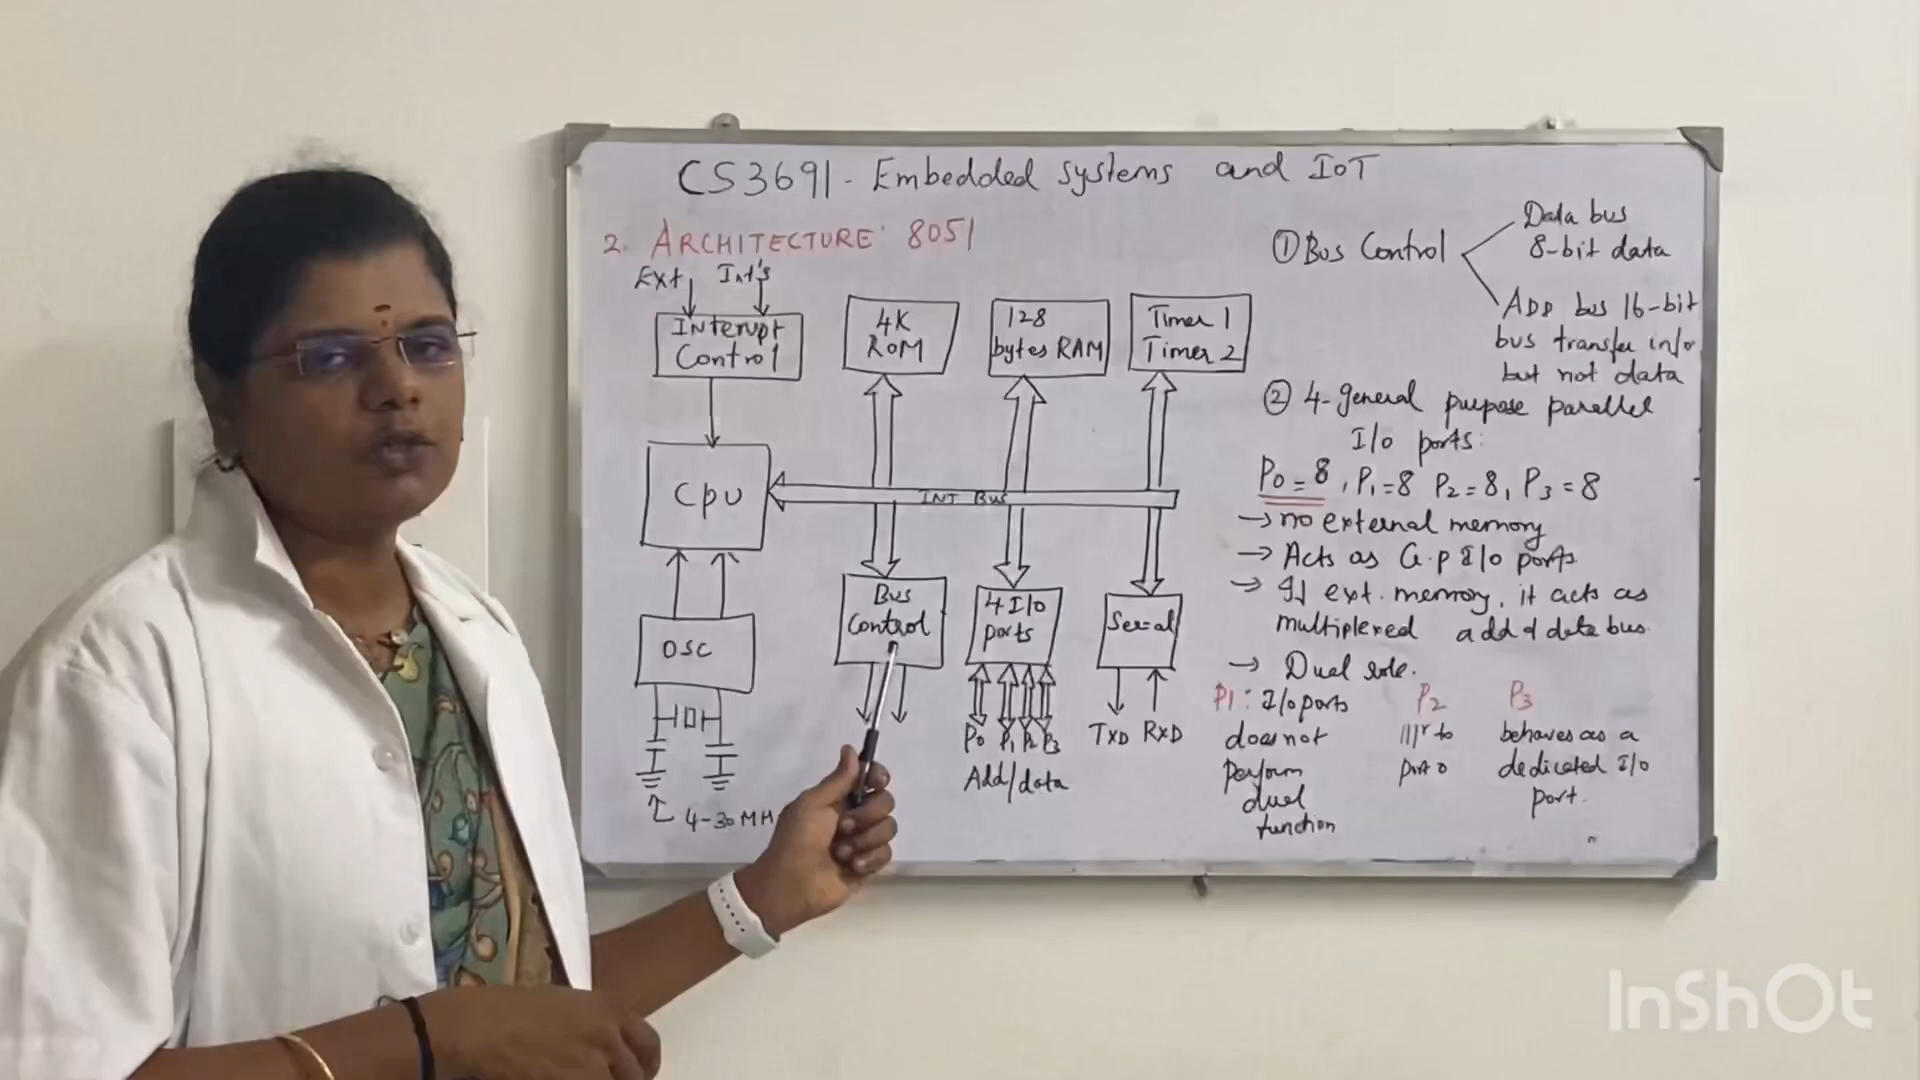 CS3691 - Embedded systems and IoT
2. ARCHITECTURE: 8051
Ext Int's
Interupt
Control
4K
ROM
128
bytes RAM
Timer 1
Timer 2
CPU
INT Bus
OSC
4-30 MH
Bus
Control
4 I/o
ports
Serial
P0 P1 P2 P3
Add/data
TXD RXD
① Bus Control
Data bus
8-bit data
ADD bus 16-bit
bus transfer info
but not data
② 4-general purpose parallel
I/o ports:
P0 = 8, P1 = 8 P2 = 8, P3 = 8
→ no external memory
→ Acts as G.p I/o ports.
→ If ext. memory, it acts as
multiplexed add & data bus.
→ Dual role.
P1: I/o ports
does not
perform
dual
function
P2
lllr to
port 0
P3
behaves as a
dedicated I/o
port.
InShOt